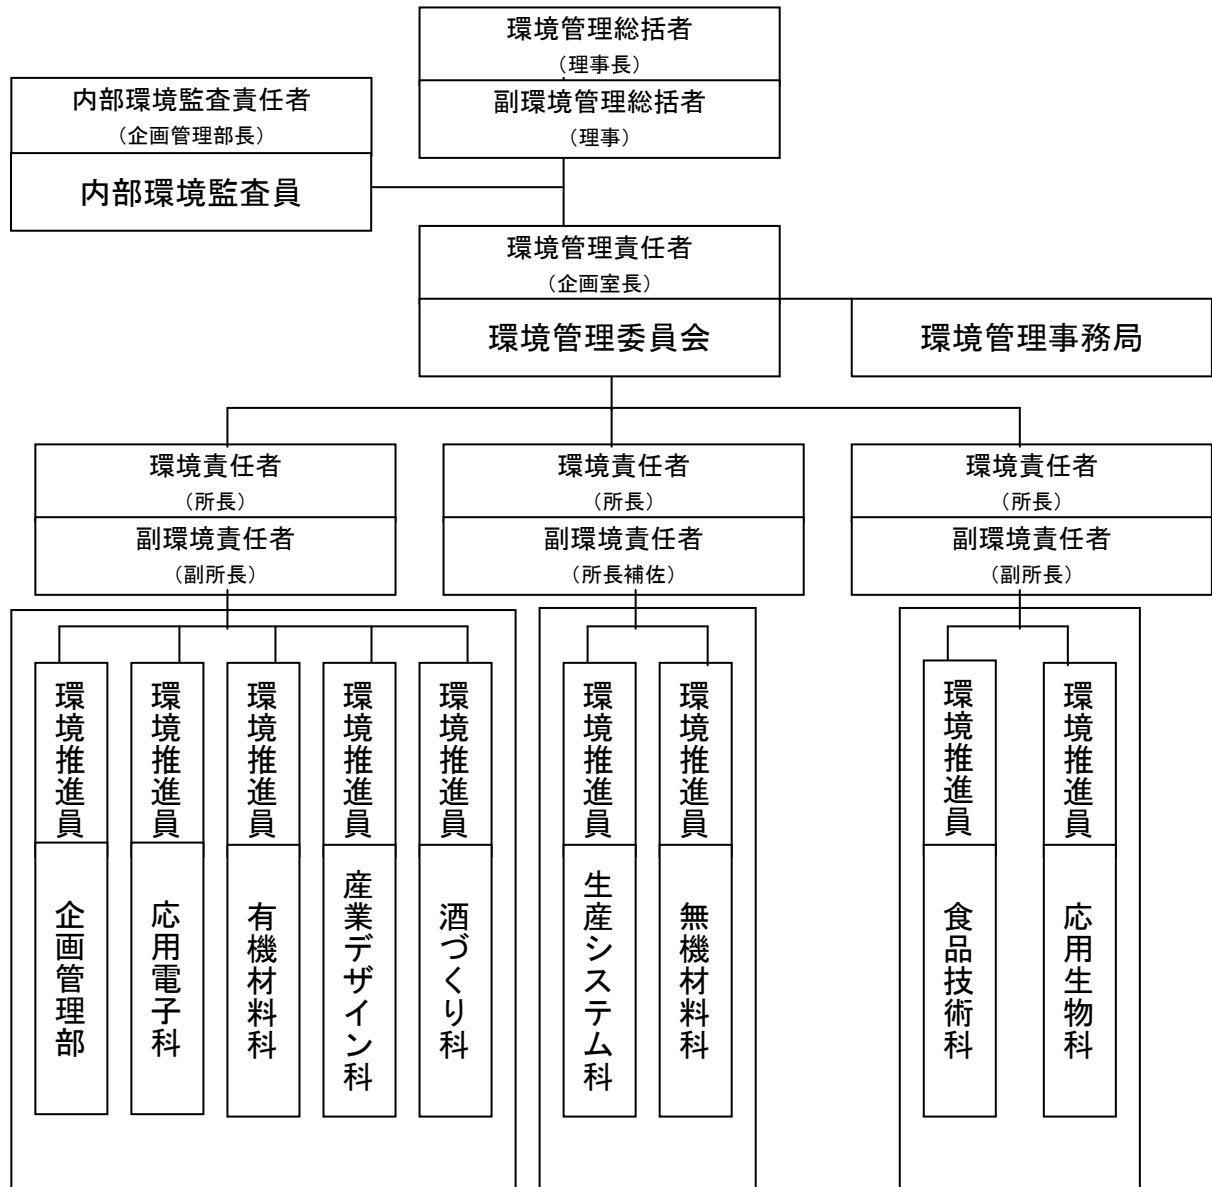 環境管理総括者
（理事長）
副環境管理総括者
（理事）
内部環境監査責任者
（企画管理部長）
内部環境監査員
環境管理責任者
（企画室長）
環境管理委員会
環境管理事務局
環境責任者
（所長）
副環境責任者
（副所長）
環境責任者
（所長）
副環境責任者
（所長補佐）
環境責任者
（所長）
副環境責任者
（副所長）
環境推進員
企画管理部
環境推進員
応用電子科
環境推進員
有機材料科
環境推進員
産業デザイン科
環境推進員
酒づくり科
環境推進員
生産システム科
環境推進員
無機材料科
環境推進員
食品技術科
環境推進員
応用生物科